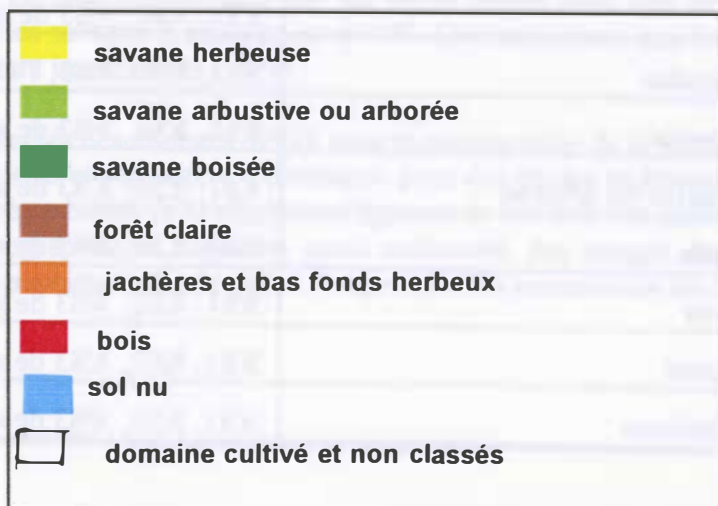 savane herbeuse
savane arbustive ou arborée
savane boisée
forêt claire
jachères et bas fonds herbeux
bois
sol nu
domaine cultivé et non classés